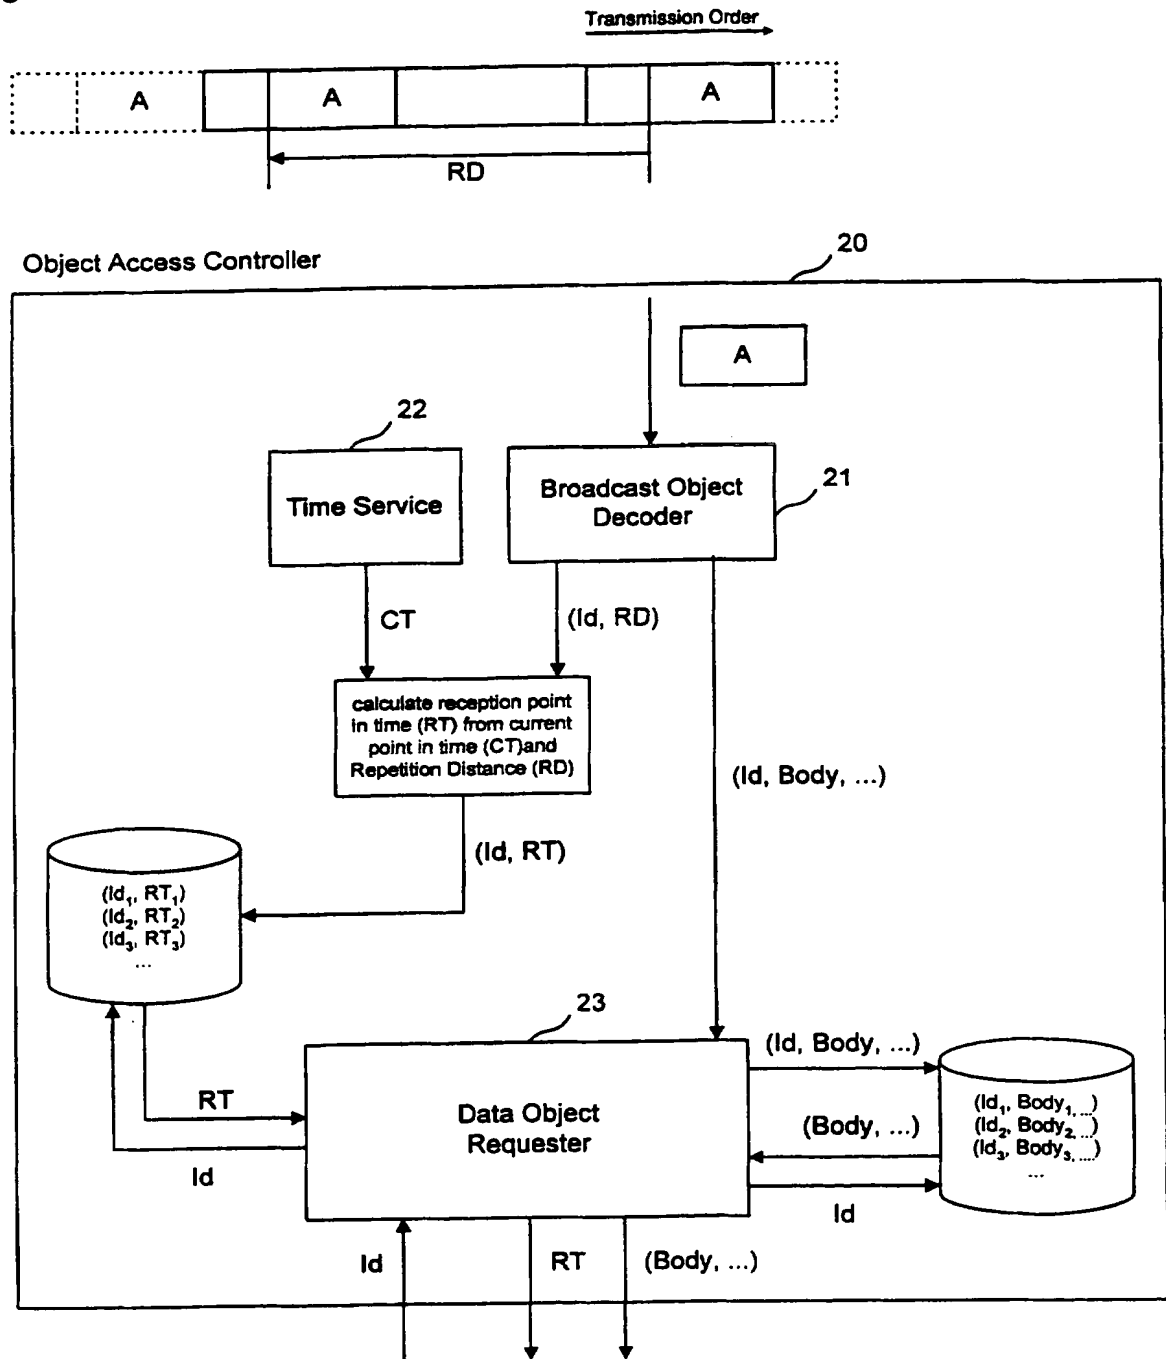 Transmission Order
A
A
A
RD
Object Access Controller
20
A
22
Time Service
Broadcast Object
Decoder
21
CT
(Id, RD)
calculate reception point
in time (RT) from current
point in time (CT)and
Repetition Distance (RD)
(Id, Body, ...)
(Id, RT)
(Id₁, RT₁)
(Id₂, RT₂)
(Id₃, RT₃)
...
23
Data Object
Requester
RT
Id
(Id, Body, ...)
(Body, ...)
Id
(Id₁, Body₁, ...)
(Id₂, Body₂, ...)
(Id₃, Body₃, ...)
...
Id
RT
(Body, ...)